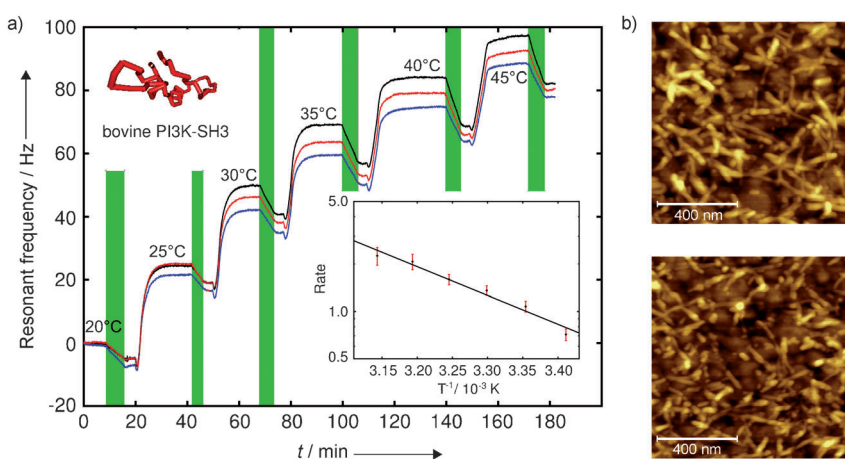 a)
b)
Resonant frequency / Hz
100
80
60
40
20
0
-20
bovine PI3K-SH3
20°C
25°C
30°C
35°C
40°C
45°C
0 20 40 60 80 100 120 140 160 180
t / min
Rate
5.0
1.0
0.5
3.15 3.20 3.25 3.30 3.35 3.40
T-1/ 10-3 K
400 nm
400 nm